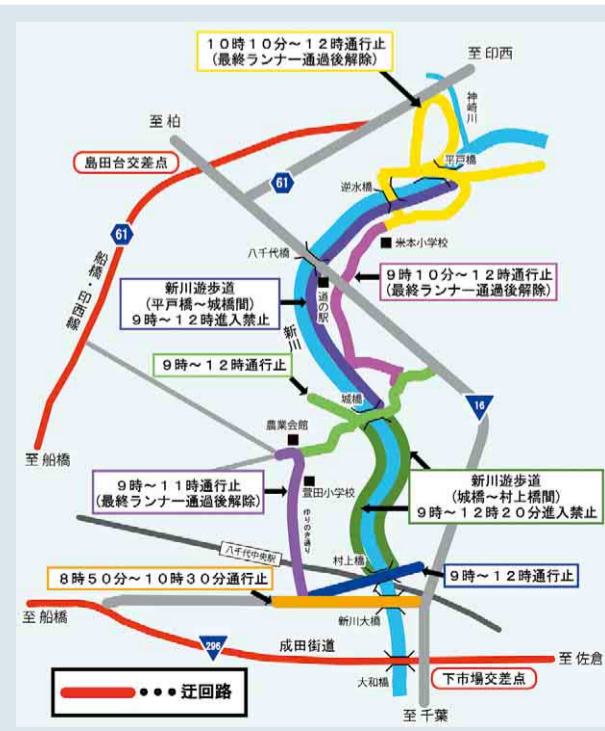 10時10分～12時通行止
(最終ランナー通過後解除)
至 印西
神崎川
至 柏
島田台交差点
61
平戸橋
逆水橋
61
米本小学校
八千代橋
船橋・印西線
新川遊歩道
(平戸橋～城橋間)
9時～12時進入禁止
道の駅
9時10分～12時通行止
(最終ランナー通過後解除)
新川
9時～12時通行止
城橋
16
農業会館
至 船橋
9時～11時通行止
(最終ランナー通過後解除)
萱田小学校
ゆりのき通り
新川遊歩道
(城橋～村上橋間)
9時～12時20分進入禁止
八千代中央駅
村上橋
8時50分～10時30分通行止
9時～12時通行止
至 船橋
新川大橋
296
成田街道
至 佐倉
迂回路
大和橋
下市場交差点
至 千葉